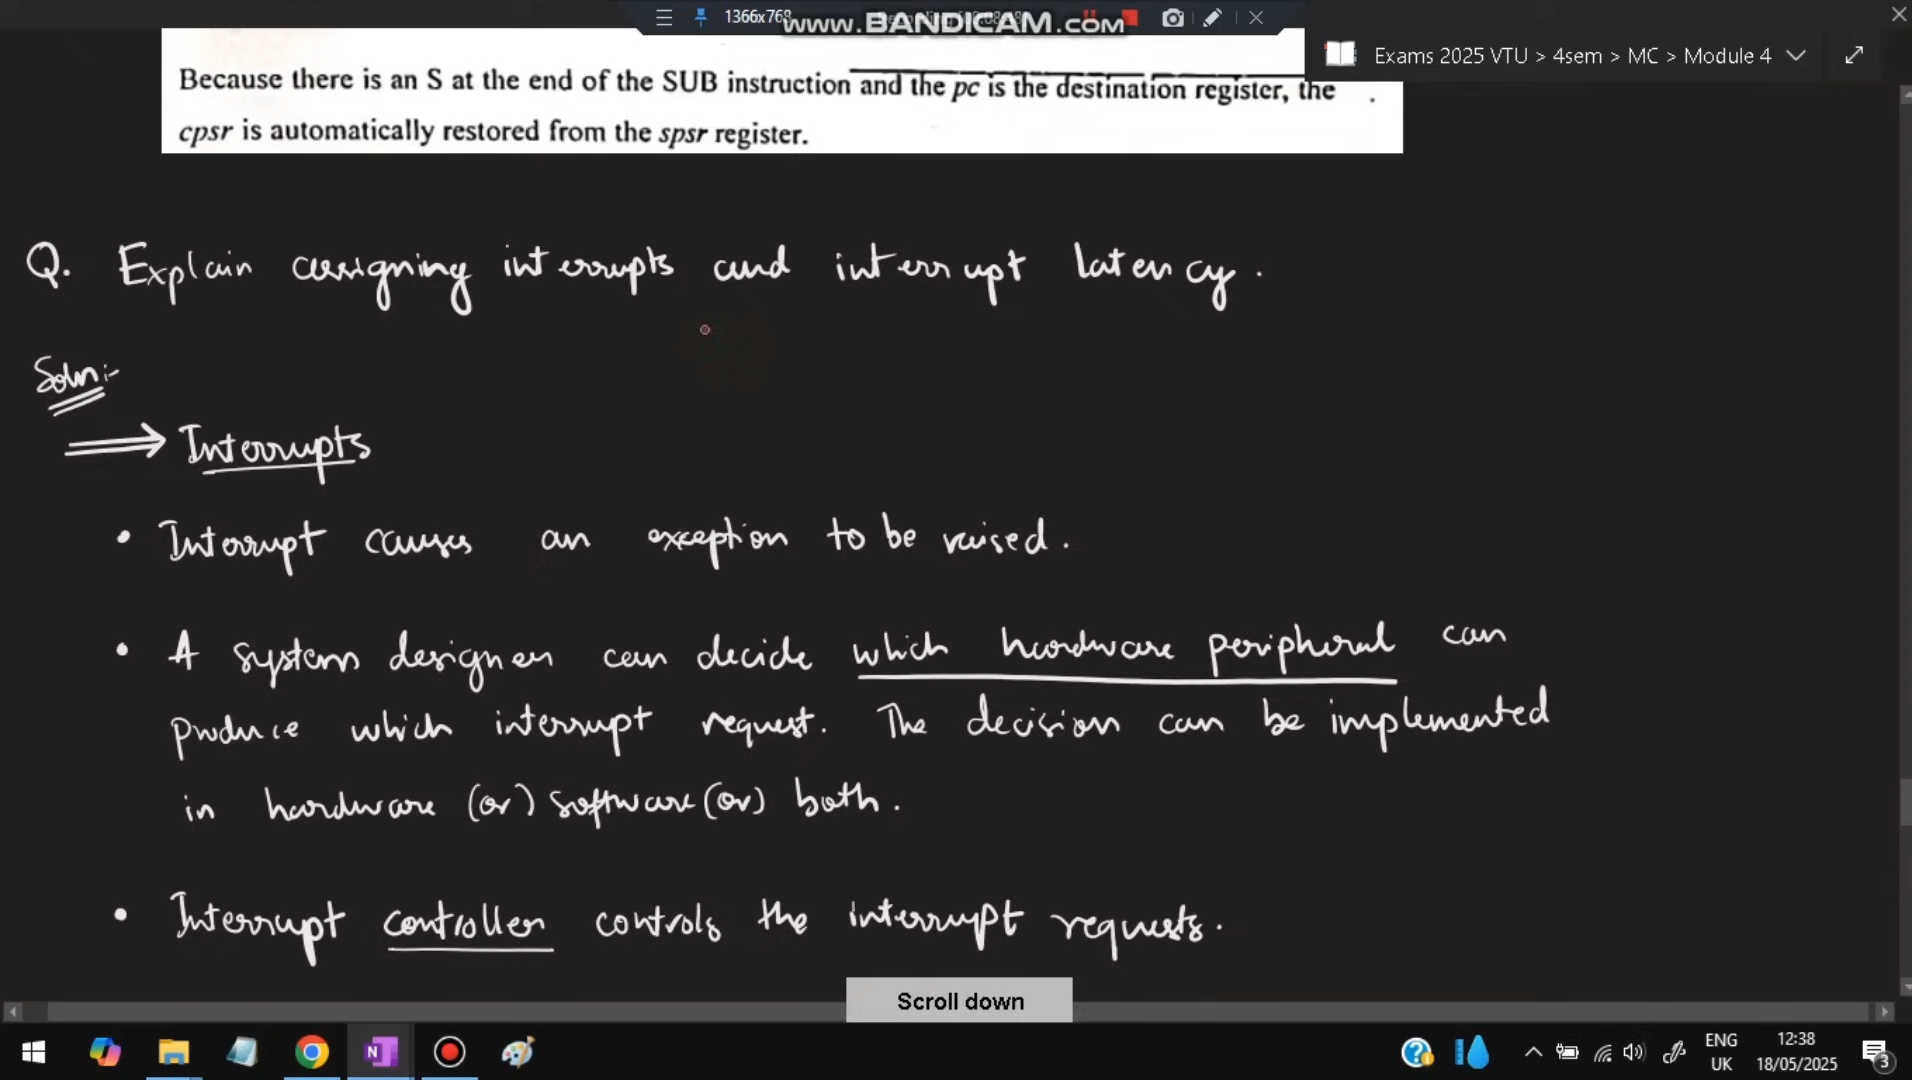 1366x768
www.BANDICAM.com
Exams 2025 VTU > 4sem > MC > Module 4
Because there is an S at the end of the SUB instruction and the pc is the destination register, the
cpsr is automatically restored from the spsr register.
Q. Explain assigning interrupts and interrupt latency.
Soln:-
Interrupts
• Interrupt causes an exception to be raised.
• A system designer can decide which hardware peripheral can
produce which interrupt request. The decision can be implemented
in hardware (or) software (or) both.
• Interrupt controller controls the interrupt requests.
Scroll down
ENG
UK
12:38
18/05/2025
3